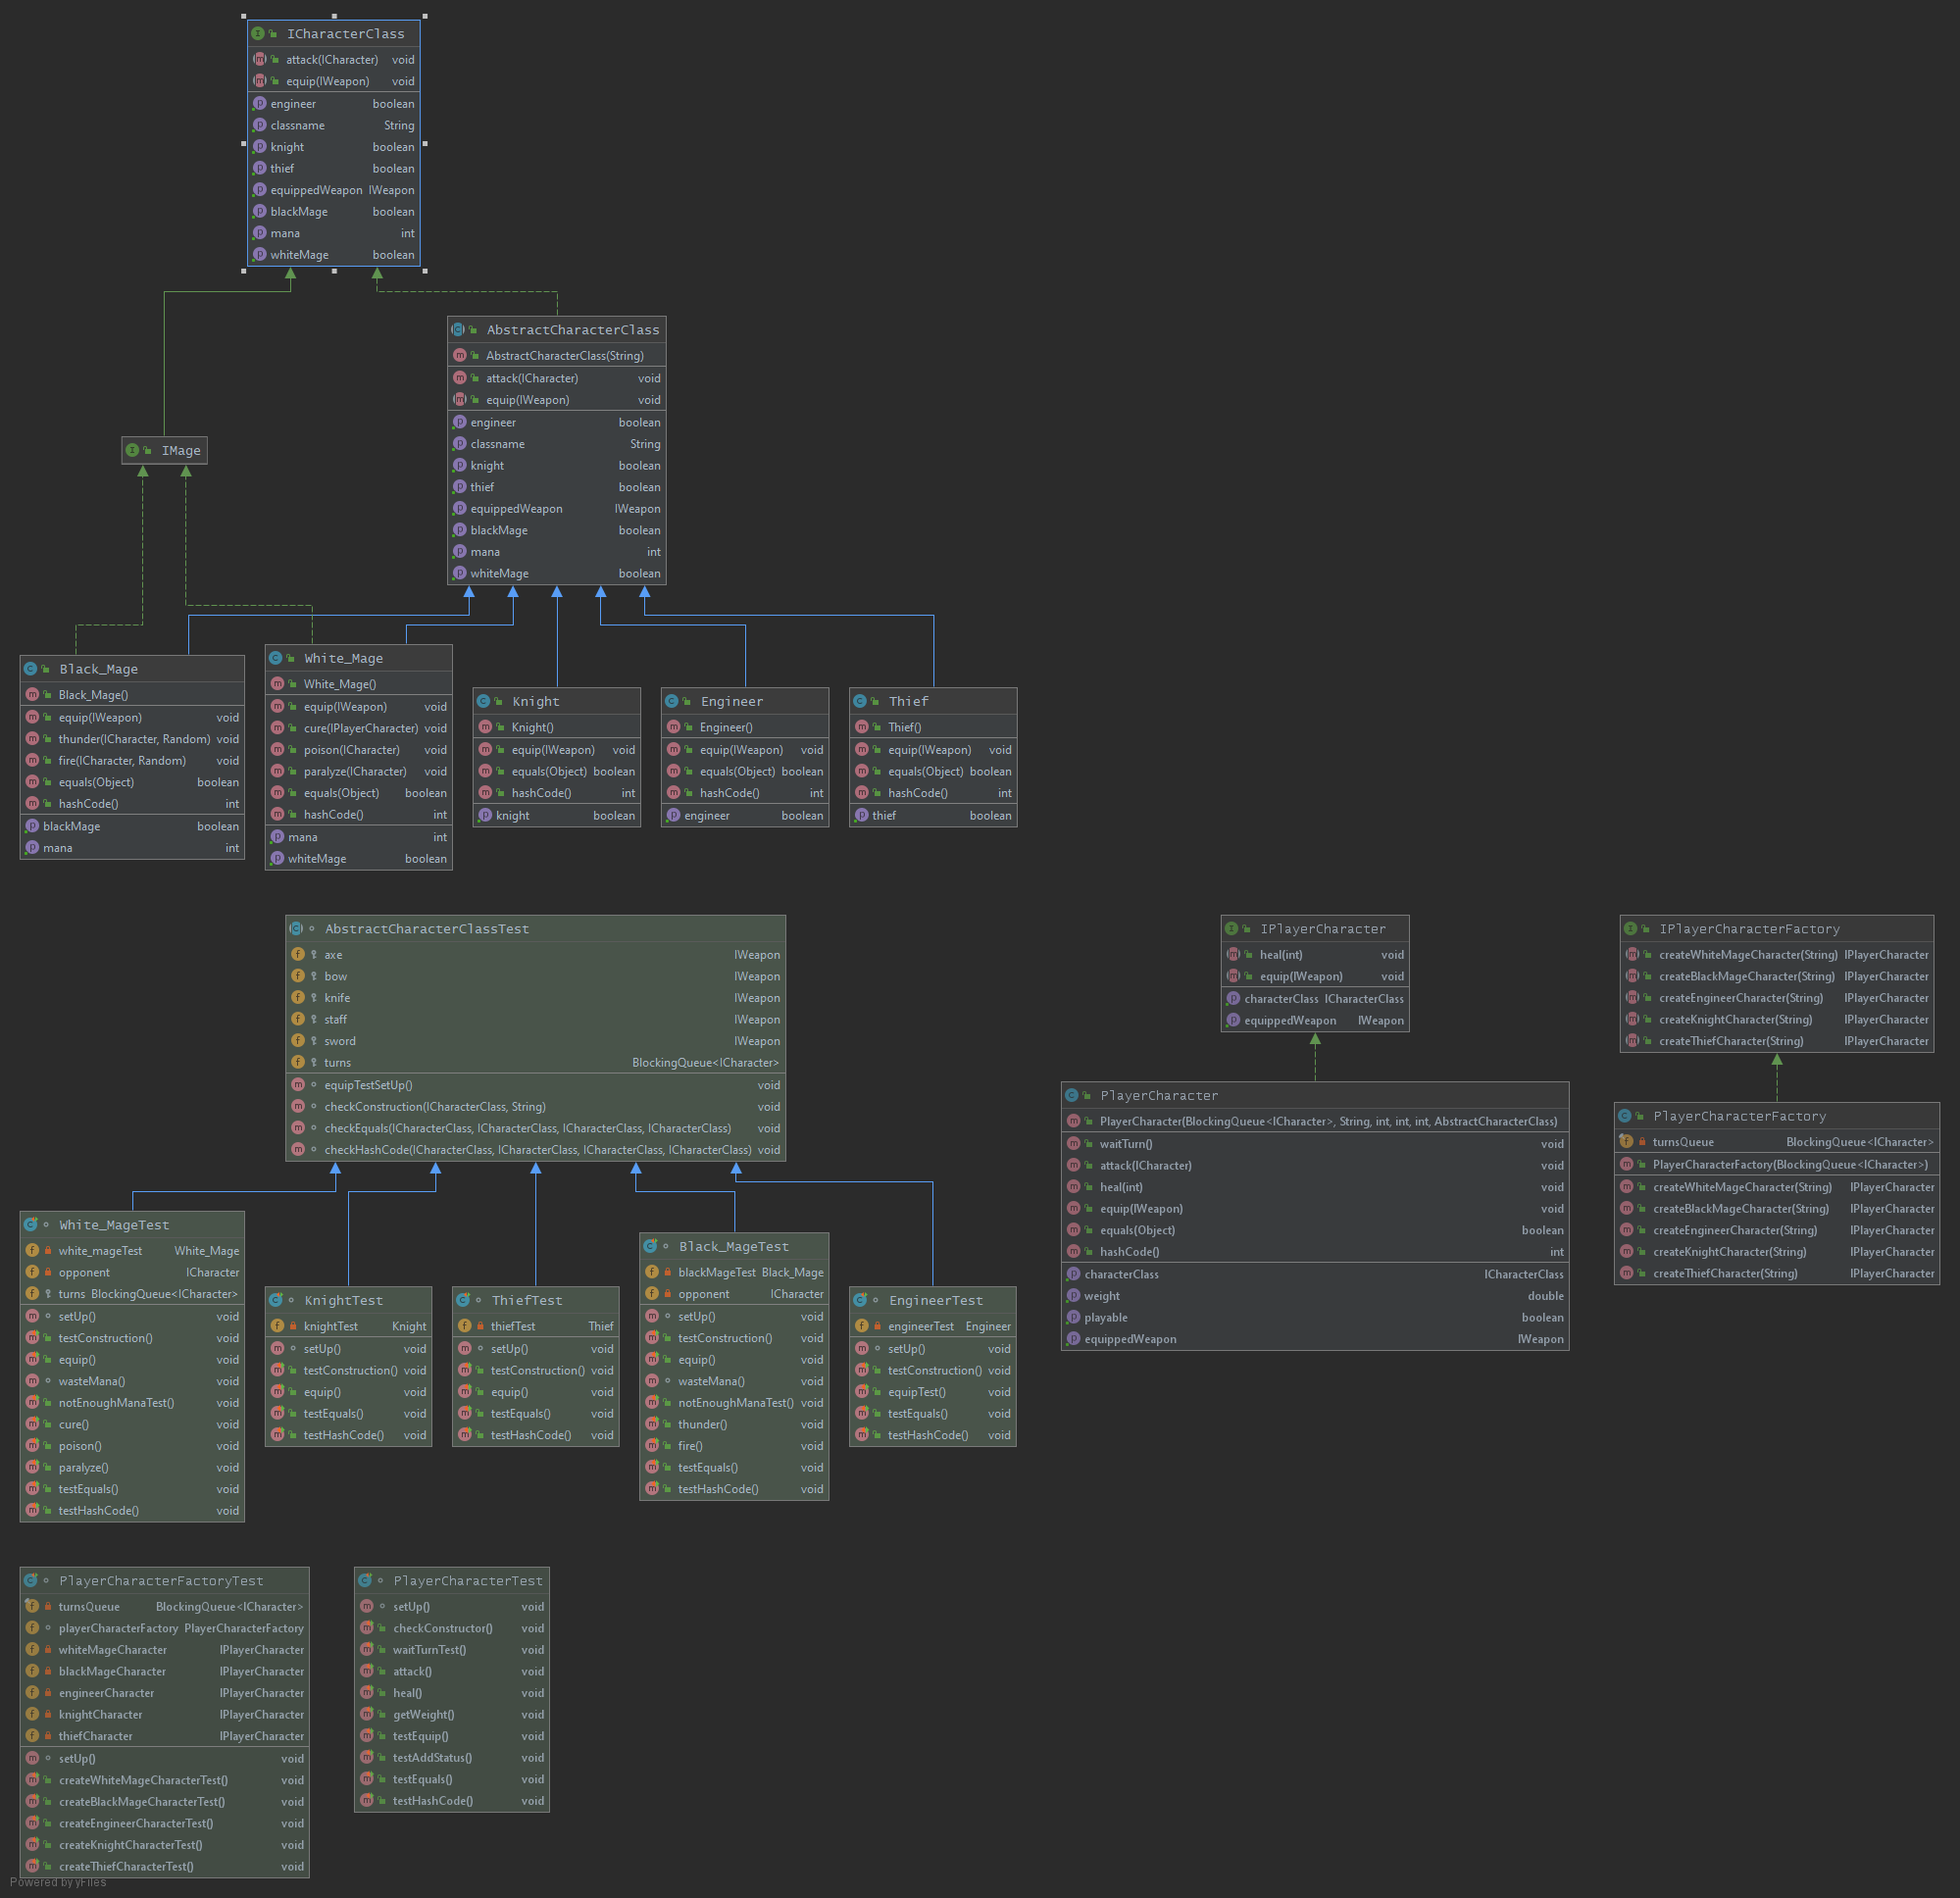 ICharacterClass
attack(ICharacter) void
equip(IWeapon) void
engineer boolean
classname String
knight boolean
thief boolean
equippedWeapon IWeapon
blackMage boolean
mana int
whiteMage boolean
AbstractCharacterClass
AbstractCharacterClass(String)
attack(ICharacter) void
equip(IWeapon) void
engineer boolean
classname String
knight boolean
thief boolean
equippedWeapon IWeapon
blackMage boolean
mana int
whiteMage boolean
IMage
Black_Mage
Black_Mage()
equip(IWeapon) void
thunder(ICharacter, Random) void
fire(ICharacter, Random) void
equals(Object) boolean
hashCode() int
blackMage boolean
mana int
White_Mage
White_Mage()
equip(IWeapon) void
cure(IPlayerCharacter) void
poison(ICharacter) void
paralyze(ICharacter) void
equals(Object) boolean
hashCode() int
mana int
whiteMage boolean
Knight
Knight()
equip(IWeapon) void
equals(Object) boolean
hashCode() int
knight boolean
Engineer
Engineer()
equip(IWeapon) void
equals(Object) boolean
hashCode() int
engineer boolean
Thief
Thief()
equip(IWeapon) void
equals(Object) boolean
hashCode() int
thief boolean
AbstractCharacterClassTest
axe IWeapon
bow IWeapon
knife IWeapon
staff IWeapon
sword IWeapon
turns BlockingQueue<ICharacter>
equipTestSetUp() void
checkConstruction(ICharacterClass, String) void
checkEquals(ICharacterClass, ICharacterClass, ICharacterClass, ICharacterClass) void
checkHashCode(ICharacterClass, ICharacterClass, ICharacterClass, ICharacterClass) void
IPlayerCharacter
heal(int) void
equip(IWeapon) void
characterClass ICharacterClass
equippedWeapon IWeapon
IPlayerCharacterFactory
createWhiteMageCharacter(String) IPlayerCharacter
createBlackMageCharacter(String) IPlayerCharacter
createEngineerCharacter(String) IPlayerCharacter
createKnightCharacter(String) IPlayerCharacter
createThiefCharacter(String) IPlayerCharacter
PlayerCharacter
PlayerCharacter(BlockingQueue<ICharacter>, String, int, int, int, AbstractCharacterClass)
waitTurn() void
attack(ICharacter) void
heal(int) void
equip(IWeapon) void
equals(Object) boolean
hashCode() int
characterClass ICharacterClass
weight double
playable boolean
equippedWeapon IWeapon
PlayerCharacterFactory
turnsQueue BlockingQueue<ICharacter>
PlayerCharacterFactory(BlockingQueue<ICharacter>)
createWhiteMageCharacter(String) IPlayerCharacter
createBlackMageCharacter(String) IPlayerCharacter
createEngineerCharacter(String) IPlayerCharacter
createKnightCharacter(String) IPlayerCharacter
createThiefCharacter(String) IPlayerCharacter
White_MageTest
white_mageTest White_Mage
opponent ICharacter
turns BlockingQueue<ICharacter>
setUp() void
testConstruction() void
equip() void
wasteMana() void
notEnoughManaTest() void
cure() void
poison() void
paralyze() void
testEquals() void
testHashCode() void
KnightTest
knightTest Knight
setUp() void
testConstruction() void
equip() void
testEquals() void
testHashCode() void
ThiefTest
thiefTest Thief
setUp() void
testConstruction() void
equip() void
testEquals() void
testHashCode() void
Black_MageTest
blackMageTest Black_Mage
opponent ICharacter
setUp() void
testConstruction() void
equip() void
wasteMana() void
notEnoughManaTest() void
thunder() void
fire() void
testEquals() void
testHashCode() void
EngineerTest
engineerTest Engineer
setUp() void
testConstruction() void
equipTest() void
testEquals() void
testHashCode() void
PlayerCharacterFactoryTest
turnsQueue BlockingQueue<ICharacter>
playerCharacterFactory PlayerCharacterFactory
whiteMageCharacter IPlayerCharacter
blackMageCharacter IPlayerCharacter
engineerCharacter IPlayerCharacter
knightCharacter IPlayerCharacter
thiefCharacter IPlayerCharacter
setUp() void
createWhiteMageCharacterTest() void
createBlackMageCharacterTest() void
createEngineerCharacterTest() void
createKnightCharacterTest() void
createThiefCharacterTest() void
PlayerCharacterTest
setUp() void
checkConstructor() void
waitTurnTest() void
attack() void
heal() void
getWeight() void
testEquip() void
testAddStatus() void
testEquals() void
testHashCode() void
Powered by yFiles